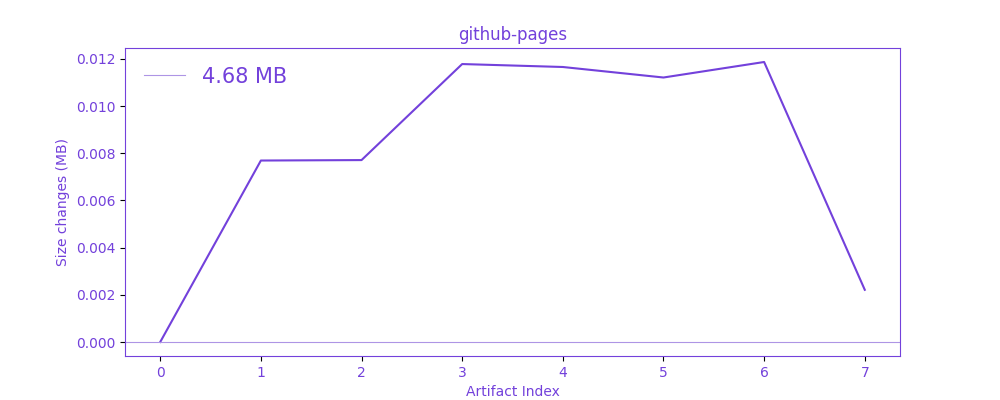 github-pages
4.68 MB
Size changes (MB)
0.012
0.010
0.008
0.006
0.004
0.002
0.000
0 1 2 3 4 5 6 7
Artifact Index